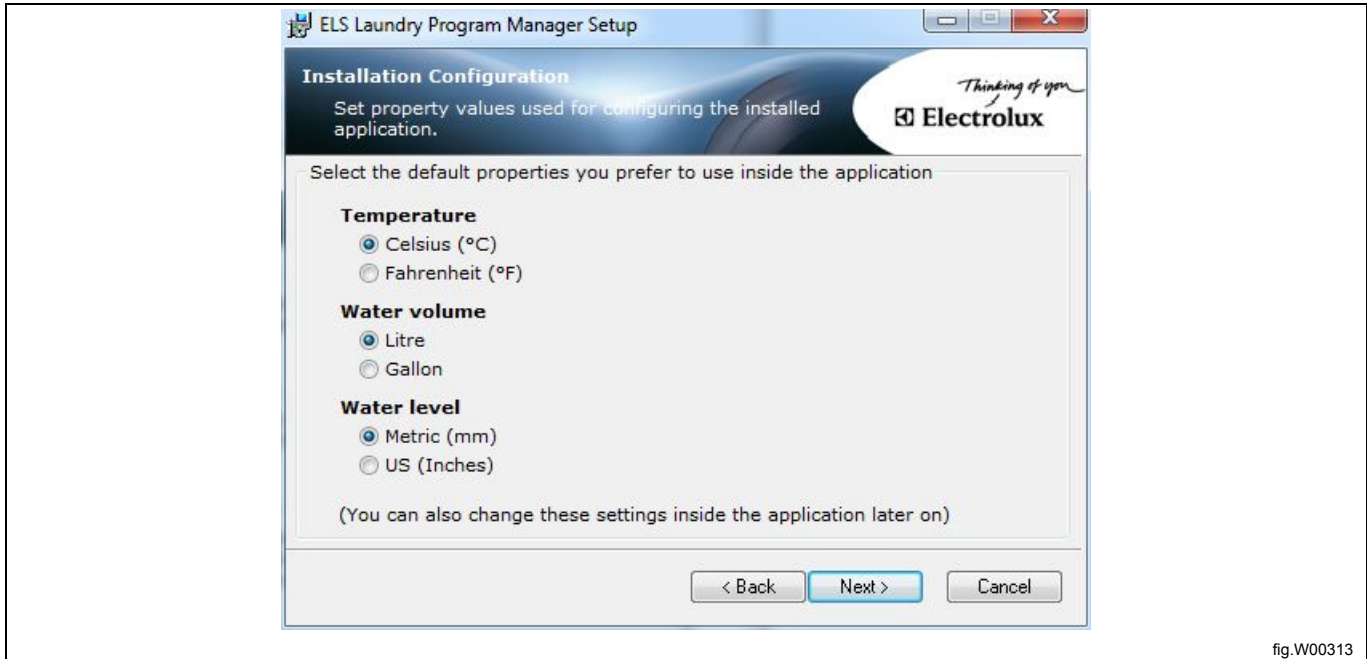 ELS Laundry Program Manager Setup
Installation Configuration
Set property values used for configuring the installed
application.
Thinking of you
Electrolux
Select the default properties you prefer to use inside the application
Temperature
Celsius (°C)
Fahrenheit (°F)
Water volume
Litre
Gallon
Water level
Metric (mm)
US (Inches)
(You can also change these settings inside the application later on)
< Back
Next >
Cancel
fig.W00313